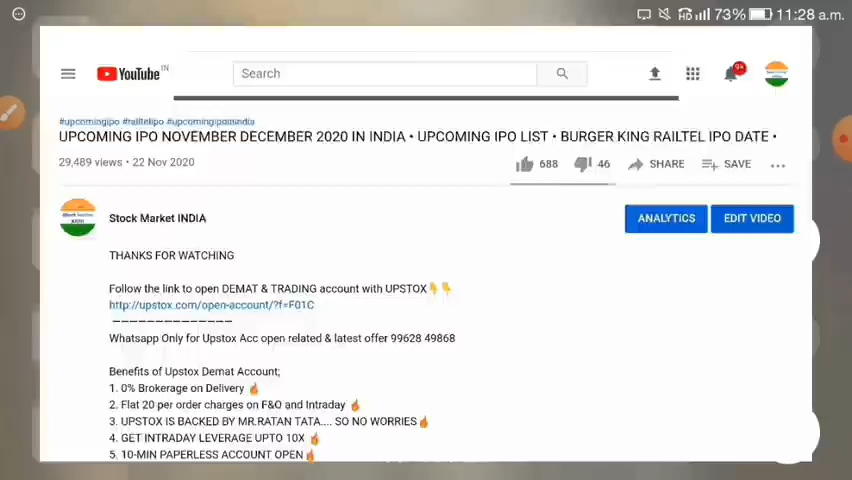 HD 73% 11:28 a.m.
YouTube IN
Search
94
#upcomingipo #railtelipo #upcomingipoisindia
UPCOMING IPO NOVEMBER DECEMBER 2020 IN INDIA • UPCOMING IPO LIST • BURGER KING RAILTEL IPO DATE •
29,489 views • 22 Nov 2020
688 46 SHARE SAVE ...
Stock Market INDIA
ANALYTICS EDIT VIDEO
THANKS FOR WATCHING
Follow the link to open DEMAT & TRADING account with UPSTOX👇👇
http://upstox.com/open-account/?f=F01C
——————————————
Whatsapp Only for Upstox Acc open related & latest offer 99628 49868
Benefits of Upstox Demat Account;
1. 0% Brokerage on Delivery 🔥
2. Flat 20 per order charges on F&O and Intraday 🔥
3. UPSTOX IS BACKED BY MR.RATAN TATA.... SO NO WORRIES🔥
4. GET INTRADAY LEVERAGE UPTO 10X 🔥
5. 10-MIN PAPERLESS ACCOUNT OPEN🔥